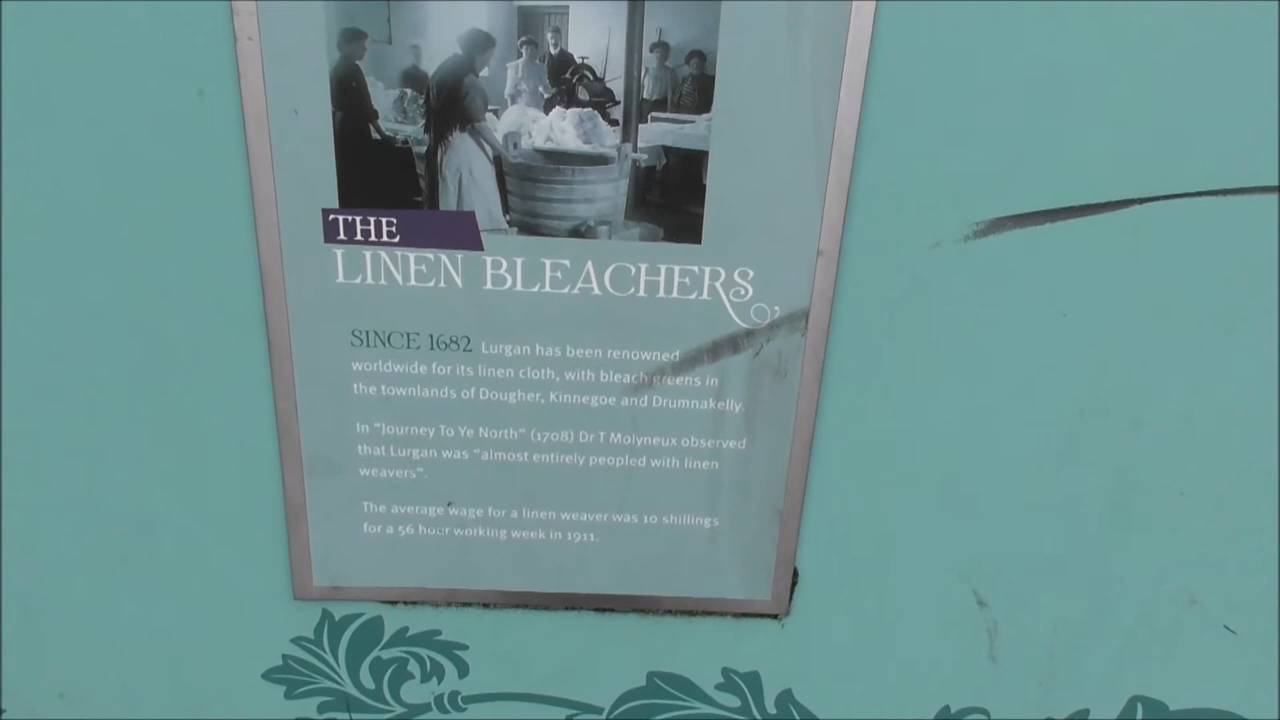 THE
LINEN BLEACHERS
SINCE 1682 Lurgan has been renowned
worldwide for its linen cloth, with bleach greens in
the townlands of Dougher, Kinnegoe and Drumnakelly.
In "Journey To Ye North" (1708) Dr T Molyneux observed
that Lurgan was "almost entirely peopled with linen
weavers".
The average wage for a linen weaver was 10 shillings
for a 56 hour working week in 1911.